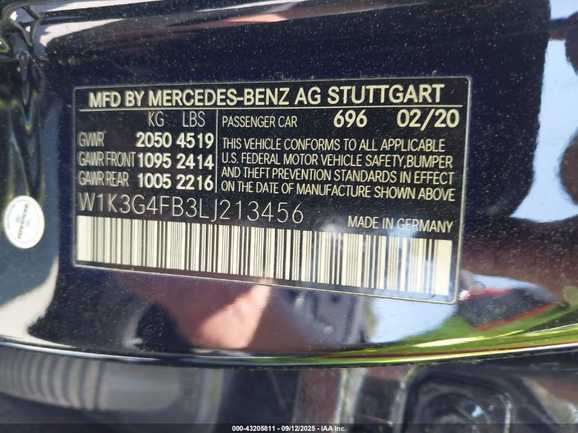 MFD BY MERCEDES-BENZ AG STUTTGART
KG LBS PASSENGER CAR 696 02/20
GVWR 2050 4519
GAWR FRONT 1095 2414
GAWR REAR 1005 2216
THIS VEHICLE CONFORMS TO ALL APPLICABLE
U.S. FEDERAL MOTOR VEHICLE SAFETY, BUMPER
AND THEFT PREVENTION STANDARDS IN EFFECT
ON THE DATE OF MANUFACTURE SHOWN ABOVE
W1K3G4FB3LJ213456
MADE IN GERMANY
000-43205811 - 09/12/2025 - IAA Inc.